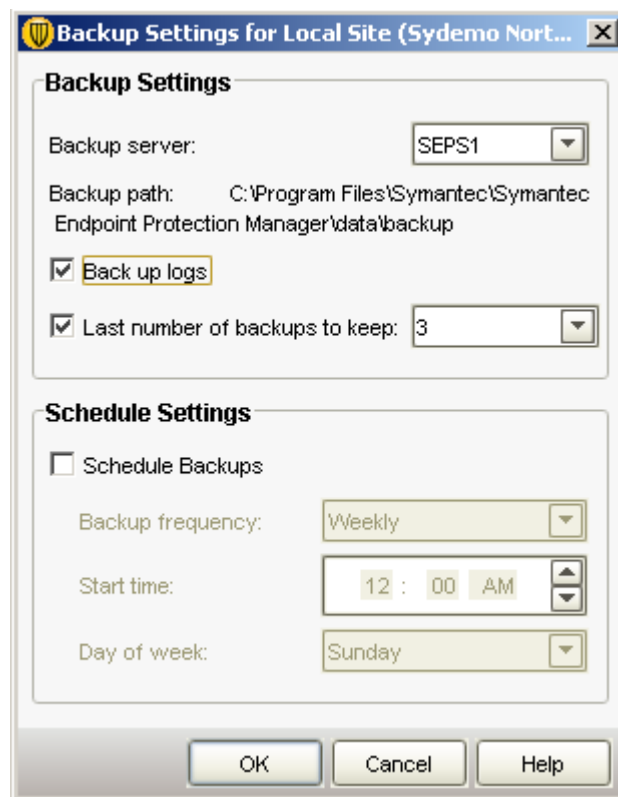 Backup Settings for Local Site (Sydemo Nort...
Backup Settings
Backup server: SEPS1
Backup path: C:\Program Files\Symantec\Symantec
Endpoint Protection Manager\data\backup
Back up logs
Last number of backups to keep: 3
Schedule Settings
Schedule Backups
Backup frequency: Weekly
Start time: 12 : 00 AM
Day of week: Sunday
OK Cancel Help